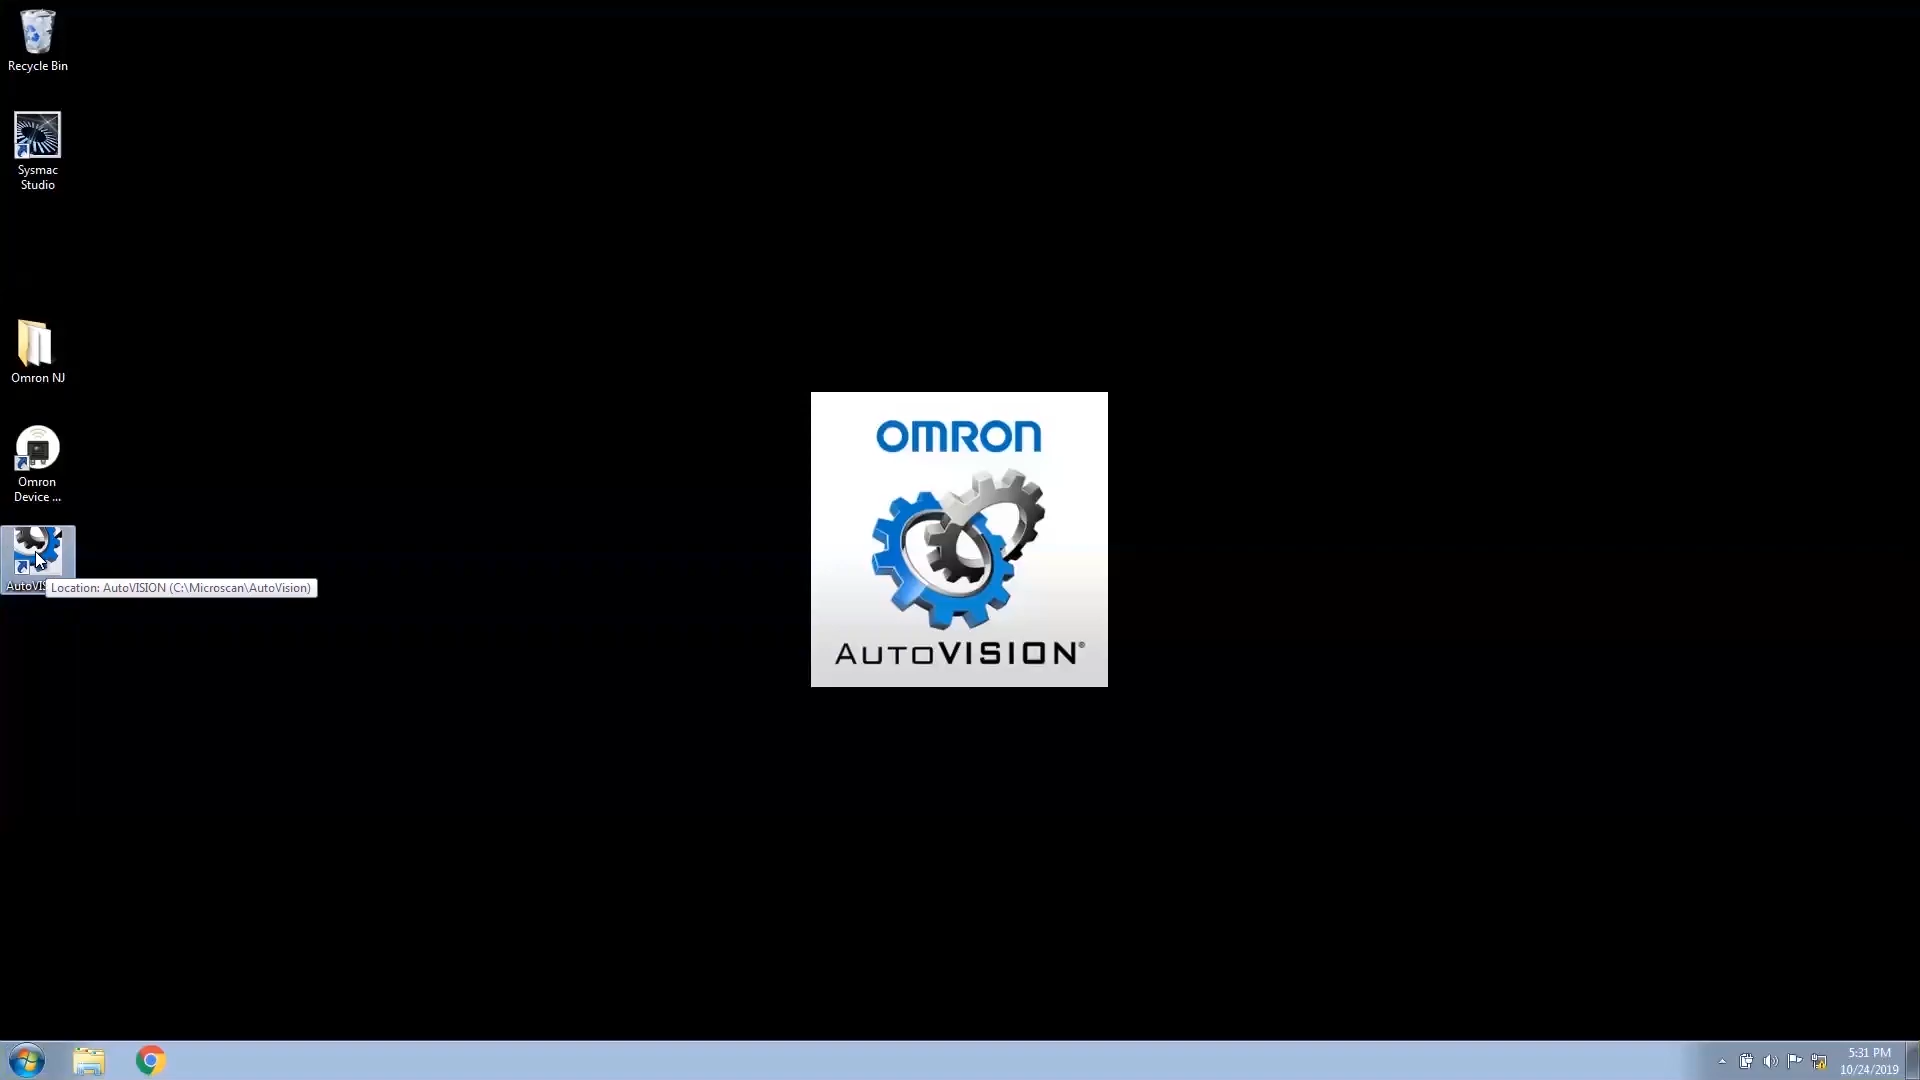 Recycle Bin
Sysmac
Studio
Omron NJ
Omron
Device ...
AutoVIS
Location: AutoVISION (C:\Microscan\AutoVision)
OMRON
AUTOVISION®
5:31 PM
10/24/2019